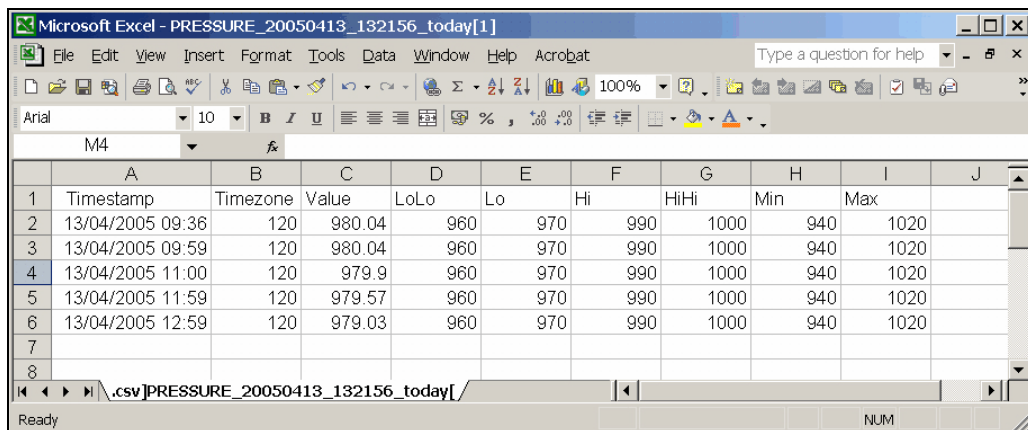 Microsoft Excel - PRESSURE_20050413_132156_today[1]
File Edit View Insert Format Tools Data Window Help Acrobat Type a question for help
100%
Arial 10 B I U % ,
M4 fx
A B C D E F G H I J
1 Timestamp Timezone Value LoLo Lo Hi HiHi Min Max
2 13/04/2005 09:36 120 980.04 960 970 990 1000 940 1020
3 13/04/2005 09:59 120 980.04 960 970 990 1000 940 1020
4 13/04/2005 11:00 120 979.9 960 970 990 1000 940 1020
5 13/04/2005 11:59 120 979.57 960 970 990 1000 940 1020
6 13/04/2005 12:59 120 979.03 960 970 990 1000 940 1020
7
8
.csv]PRESSURE_20050413_132156_today[
Ready NUM